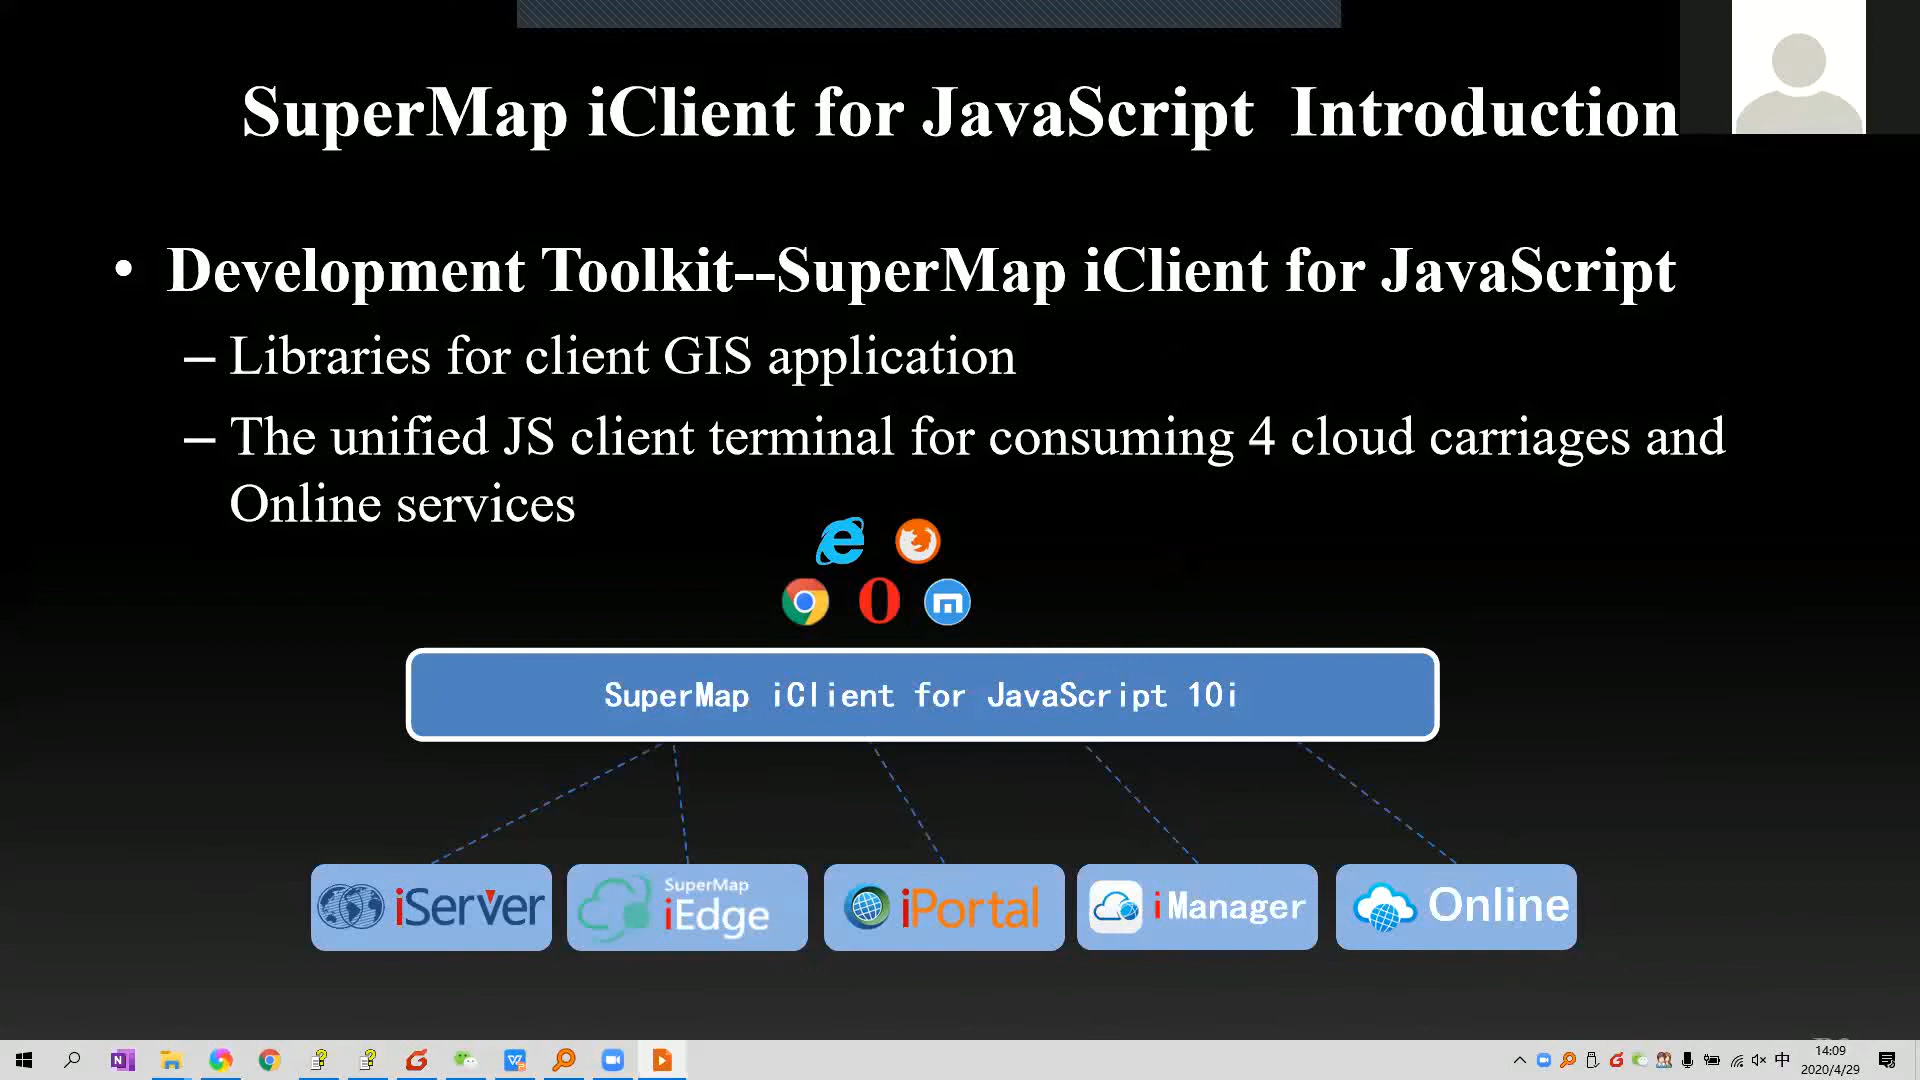 SuperMap iClient for JavaScript Introduction
• Development Toolkit--SuperMap iClient for JavaScript
– Libraries for client GIS application
– The unified JS client terminal for consuming 4 cloud carriages and
Online services
SuperMap iClient for JavaScript 10i
iServer
SuperMap
iEdge
iPortal
iManager
Online
中
14:09
2020/4/29